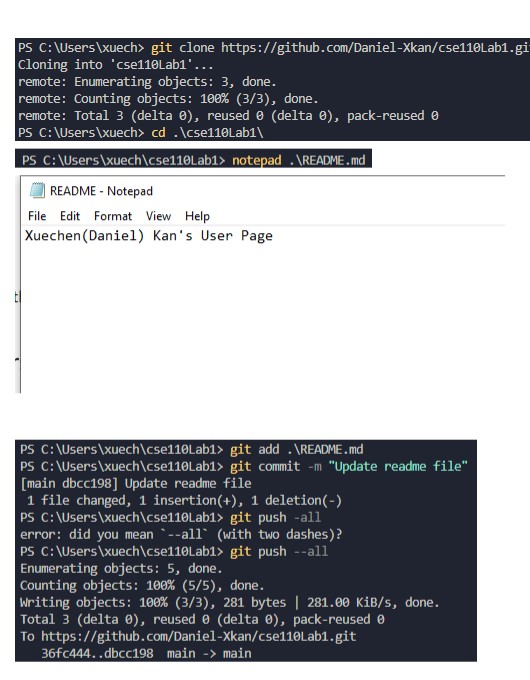 PS C:\Users\xuech> git clone https://github.com/Daniel-Xkan/cse110Lab1.gi
Cloning into 'cse110Lab1'...
remote: Enumerating objects: 3, done.
remote: Counting objects: 100% (3/3), done.
remote: Total 3 (delta 0), reused 0 (delta 0), pack-reused 0
PS C:\Users\xuech> cd .\cse110Lab1\
PS C:\Users\xuech\cse110Lab1> notepad .\README.md
README - Notepad
File Edit Format View Help
Xuechen(Daniel) Kan's User Page
PS C:\Users\xuech\cse110Lab1> git add .\README.md
PS C:\Users\xuech\cse110Lab1> git commit -m "Update readme file"
[main dbcc198] Update readme file
1 file changed, 1 insertion(+), 1 deletion(-)
PS C:\Users\xuech\cse110Lab1> git push -all
error: did you mean `--all` (with two dashes)?
PS C:\Users\xuech\cse110Lab1> git push --all
Enumerating objects: 5, done.
Counting objects: 100% (5/5), done.
Writing objects: 100% (3/3), 281 bytes | 281.00 KiB/s, done.
Total 3 (delta 0), reused 0 (delta 0), pack-reused 0
To https://github.com/Daniel-Xkan/cse110Lab1.git
36fc444..dbcc198 main -> main